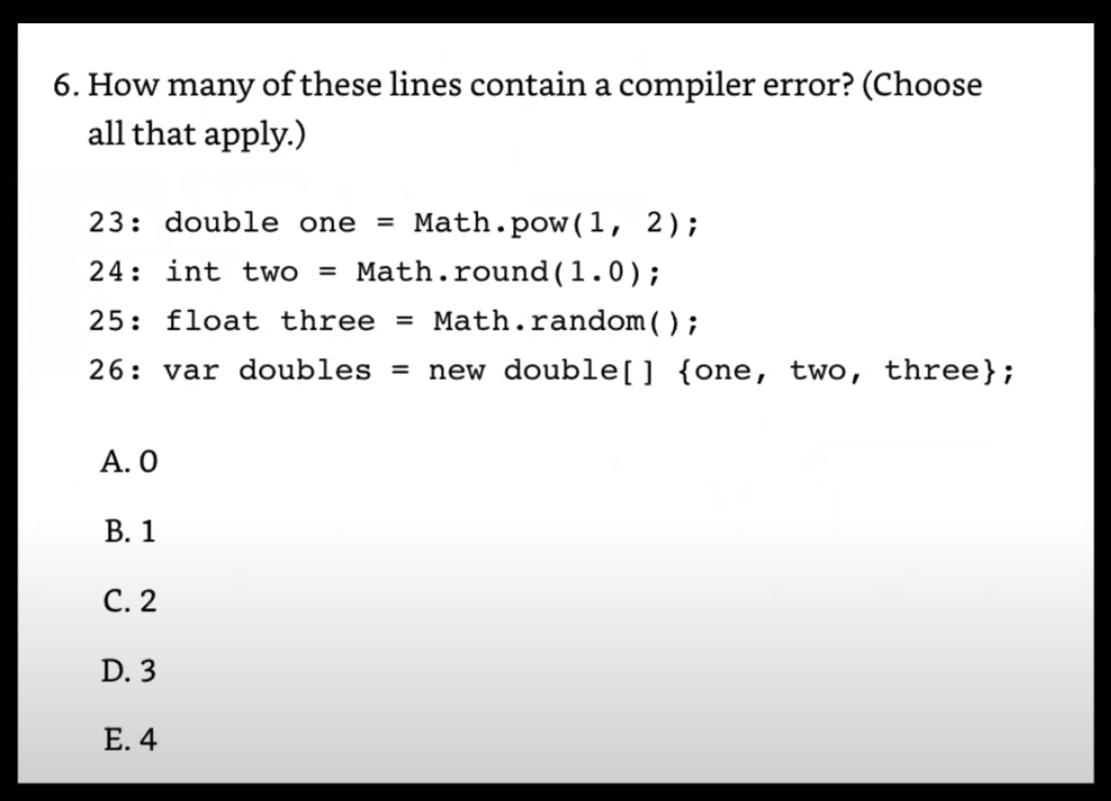 6. How many of these lines contain a compiler error? (Choose
all that apply.)
23: double one = Math.pow(1, 2);
24: int two = Math.round(1.0);
25: float three = Math.random();
26: var doubles = new double[] {one, two, three};
A. 0
B. 1
C. 2
D. 3
E. 4